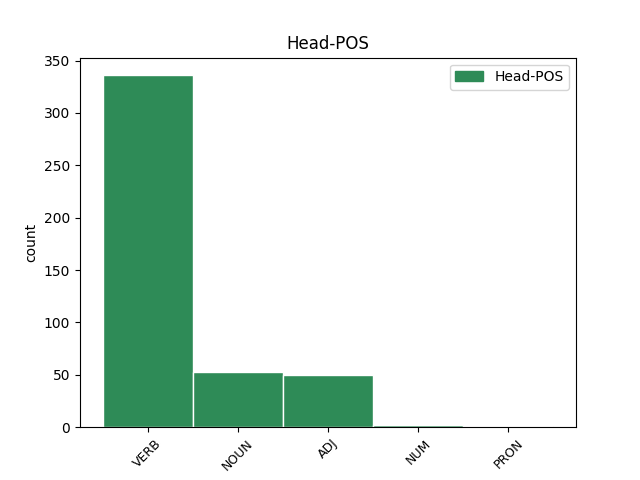 Head-POS
Head-POS
350
300
250
200
150
100
50
0
count
VERB
NOUN
ADJ
NUM
PRON